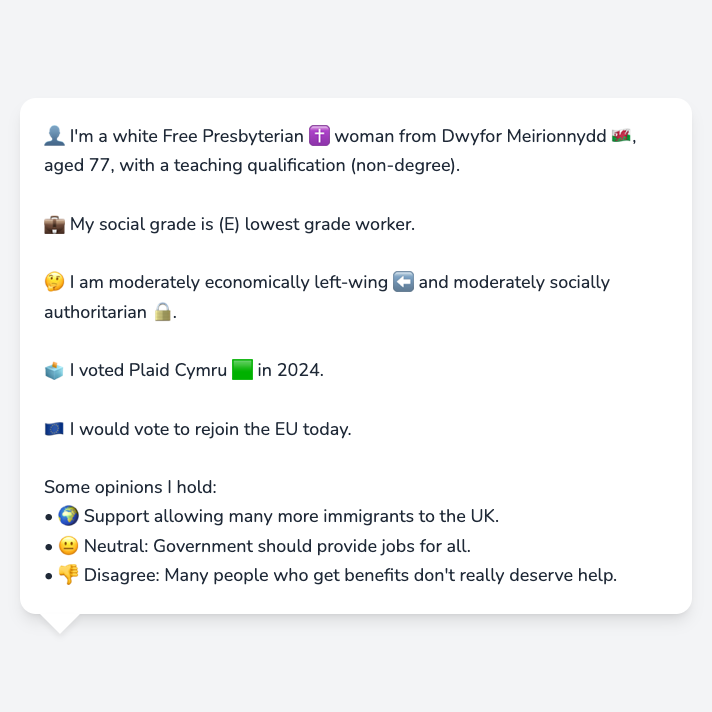 👤 I'm a white Free Presbyterian ✝️ woman from Dwyfor Meirionnydd 🏴󠁧󠁢󠁷󠁬󠁳󠁿,
aged 77, with a teaching qualification (non-degree).
💼 My social grade is (E) lowest grade worker.
🤔 I am moderately economically left-wing ⬅️ and moderately socially
authoritarian 🔒.
🗳️ I voted Plaid Cymru 🟩 in 2024.
🇪🇺 I would vote to rejoin the EU today.
Some opinions I hold:
• 🌍 Support allowing many more immigrants to the UK.
• 😐 Neutral: Government should provide jobs for all.
• 👎 Disagree: Many people who get benefits don't really deserve help.